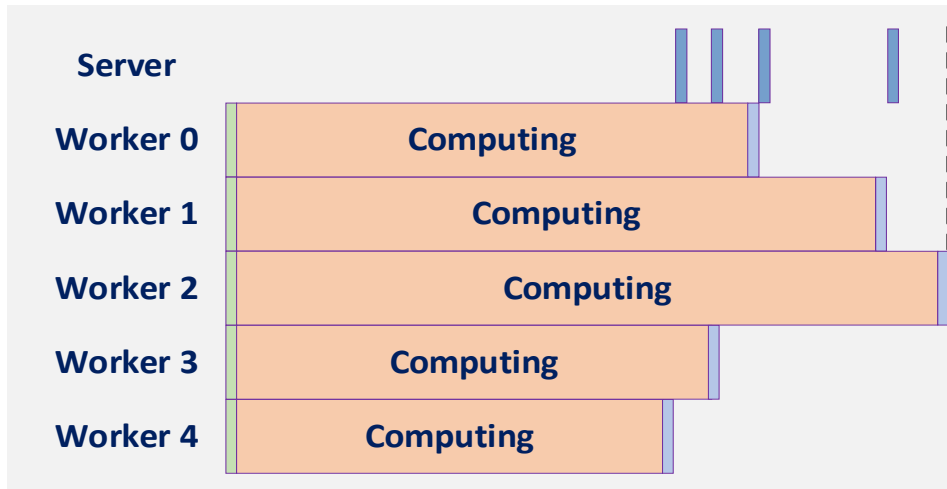 Server
Worker 0 Computing
Worker 1 Computing
Worker 2 Computing
Worker 3 Computing
Worker 4 Computing